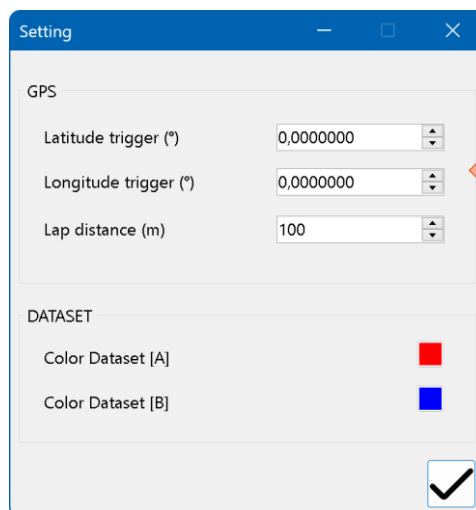 Setting
GPS
Latitude trigger (°) 0,0000000
Longitude trigger (°) 0,0000000
Lap distance (m) 100
DATASET
Color Dataset [A]
Color Dataset [B]